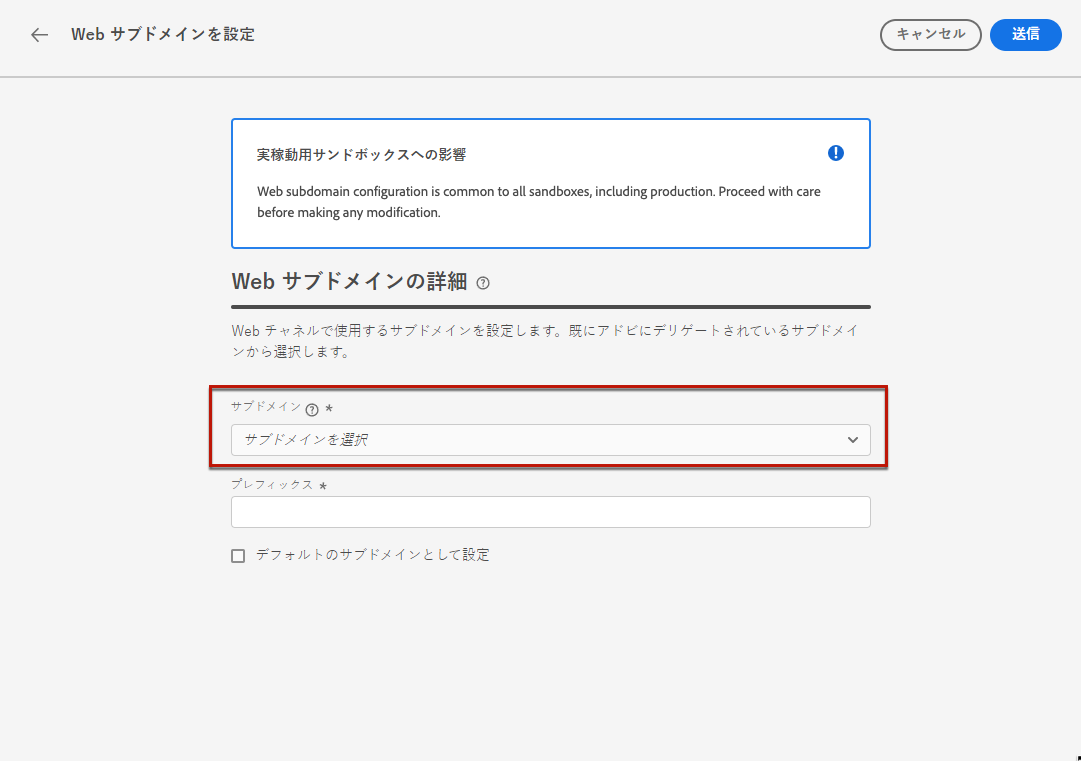 Web サブドメインを設定
キャンセル
送信
実稼動用サンドボックスへの影響
Web subdomain configuration is common to all sandboxes, including production. Proceed with care
before making any modification.
Web サブドメインの詳細
Web チャネルで使用するサブドメインを設定します。既にアドビにデリゲートされているサブドメイ
ンから選択します。
サブドメイン *
サブドメインを選択
プレフィックス *
デフォルトのサブドメインとして設定